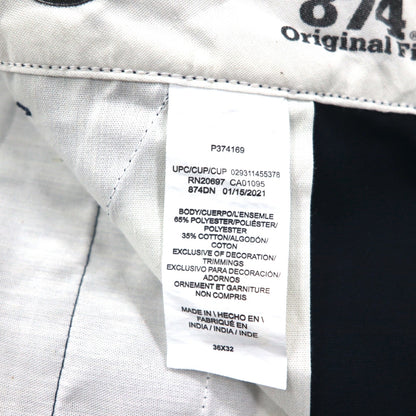 874®
Original Fi
P374169
UPC/CUP/CUP 029311455378
RN20697 CA01095
874DN 01/15/2021
BODY/CUERPO/L'ENSEMLE
65% POLYESTER/POLIÉSTER/
POLYESTER
35% COTTON/ALGODÓN/
COTON
EXCLUSIVE OF DECORATION/
TRIMMINGS
EXCLUSIVO PARA DECORACIÓN/
ADORNOS
ORNEMENT ET GARNITURE
NON COMPRIS
MADE IN \ HECHO EN \
FABRIQUÉ EN
INDIA / INDIA / INDE
36X32